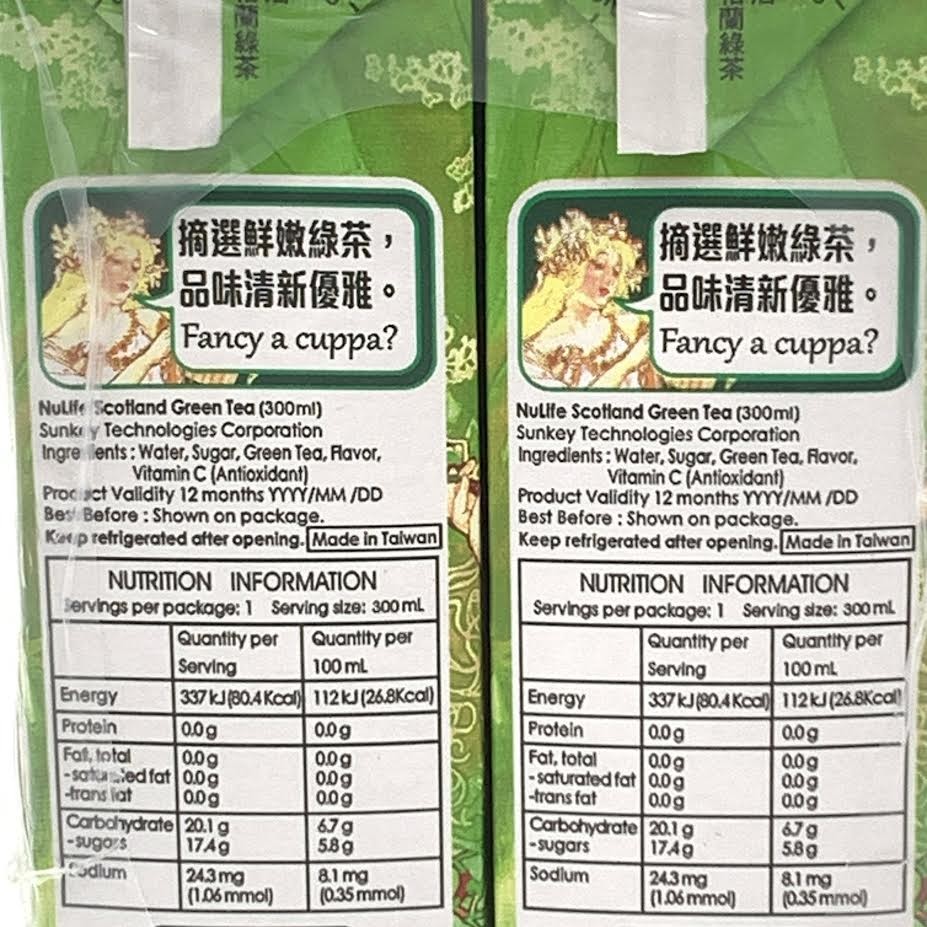 蘭綠茶
摘選鮮嫩綠茶，
品味清新優雅。
Fancy a cuppa?
NuLife Scotland Green Tea (300ml)
Sunkey Technologies Corporation
Ingredients : Water, Sugar, Green Tea, Flavor,
Vitamin C (Antioxidant)
Product Validity 12 months YYYY/MM /DD
Best Before : Shown on package.
Keep refrigerated after opening. Made in Taiwan
NUTRITION INFORMATION
Servings per package: 1 Serving size: 300 mL
Quantity per Serving Quantity per 100 mL
Energy 337 kJ (80.4 Kcal) 112 kJ (26.8Kcal)
Protein 0.0 g 0.0 g
Fat, total 0.0 g 0.0 g
-saturated fat 0.0 g 0.0 g
-trans fat 0.0 g 0.0 g
Carbohydrate 20.1 g 6.7 g
-sugars 17.4 g 5.8 g
Sodium 24.3 mg 8.1 mg
(1.06 mmol) (0.35 mmol)
蘭綠茶
摘選鮮嫩綠茶，
品味清新優雅。
Fancy a cuppa?
NuLife Scotland Green Tea (300ml)
Sunkey Technologies Corporation
Ingredients : Water, Sugar, Green Tea, Flavor,
Vitamin C (Antioxidant)
Product Validity 12 months YYYY/MM /DD
Best Before : Shown on package.
Keep refrigerated after opening. Made in Taiwan
NUTRITION INFORMATION
Servings per package: 1 Serving size: 300 mL
Quantity per Serving Quantity per 100 mL
Energy 337 kJ (80.4 Kcal) 112 kJ (26.8Kcal)
Protein 0.0 g 0.0 g
Fat, total 0.0 g 0.0 g
-saturated fat 0.0 g 0.0 g
-trans fat 0.0 g 0.0 g
Carbohydrate 20.1 g 6.7 g
-sugars 17.4 g 5.8 g
Sodium 24.3 mg 8.1 mg
(1.06 mmol) (0.35 mmol)